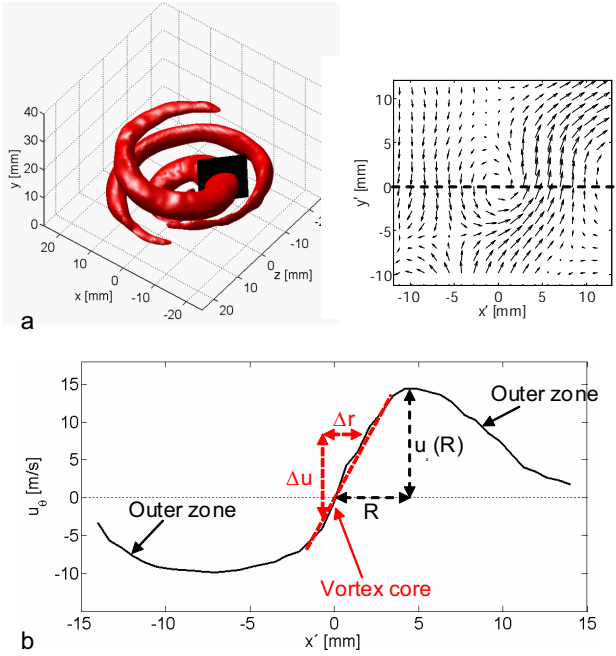 40
30
20
10
0
y [mm]
20
10
0
-10
-20
x [mm]
-20
-10
0
10
20
z [mm]
a
10
5
0
-5
-10
y' [mm]
-10
-5
0
5
10
x' [mm]
15
10
5
0
-5
-10
u_θ [m/s]
Δr
Δu
u¸(R)
R
Outer zone
Outer zone
Vortex core
-15
-10
-5
0
5
10
15
x´ [mm]
b